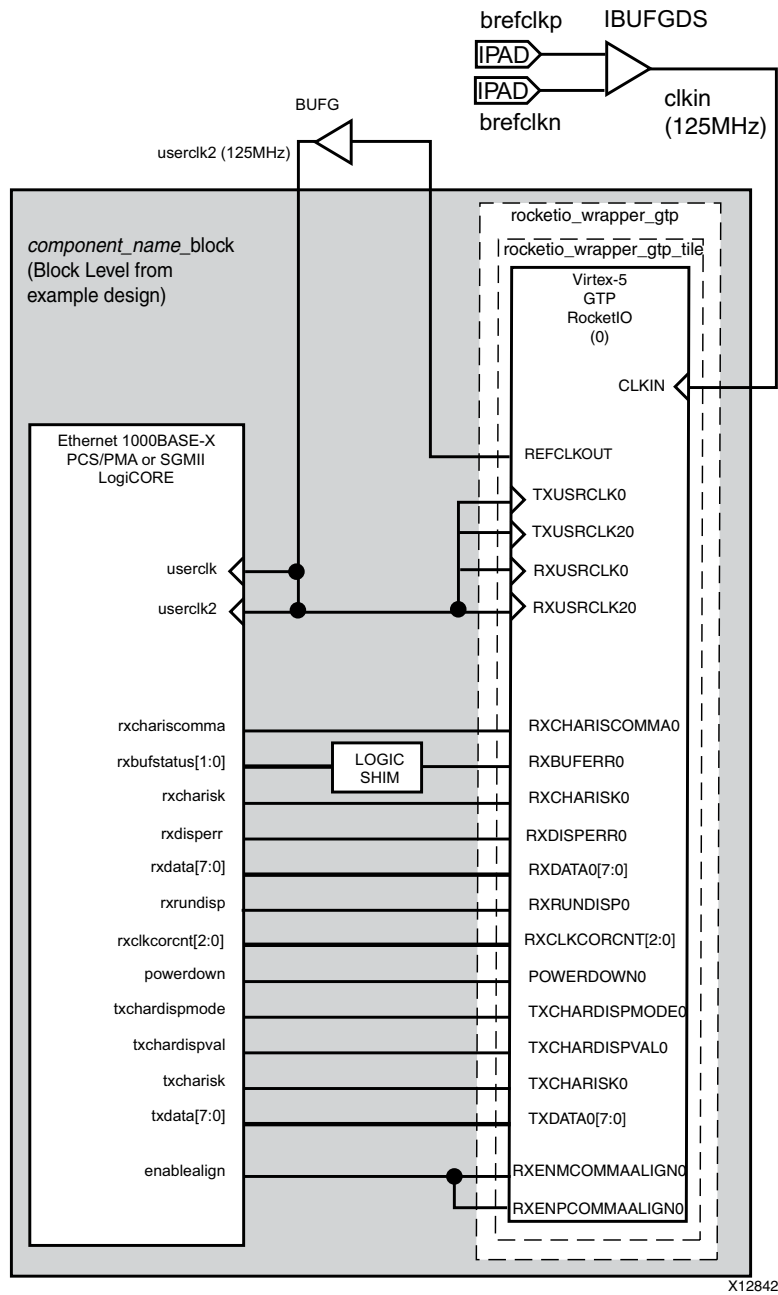 brefclkp
IBUFGDS
IPAD
IPAD
brefclkn
clkin
(125MHz)
BUFG
userclk2 (125MHz)
component_name_block
(Block Level from
example design)
rocketio_wrapper_gtp
rocketio_wrapper_gtp_tile
Virtex-5
GTP
RocketIO
(0)
CLKIN
Ethernet 1000BASE-X
PCS/PMA or SGMII
LogiCORE
REFCLKOUT
TXUSRCLK0
TXUSRCLK20
userclk
RXUSRCLK0
userclk2
RXUSRCLK20
rxchariscomma
RXCHARISCOMMA0
rxbufstatus[1:0]
LOGIC
SHIM
RXBUFERR0
rxcharisk
RXCHARISK0
rxdisperr
RXDISPERR0
rxdata[7:0]
RXDATA0[7:0]
rxrundisp
RXRUNDISP0
rxclkcorcnt[2:0]
RXCLKCORCNT[2:0]
powerdown
POWERDOWN0
txchardispmode
TXCHARDISPMODE0
txchardispval
TXCHARDISPVAL0
txcharisk
TXCHARISK0
txdata[7:0]
TXDATA0[7:0]
enablealign
RXENMCOMMAALIGN0
RXENPCOMMAALIGN0
X12842